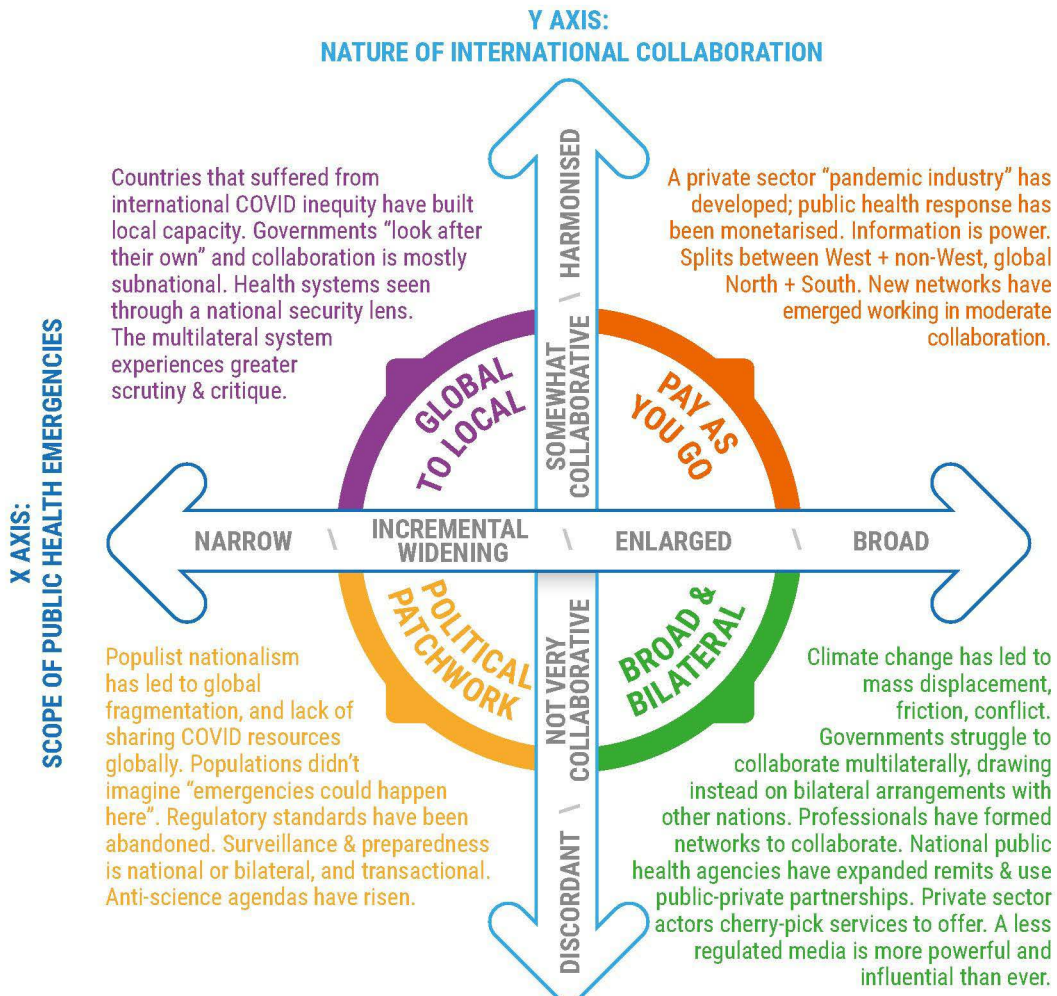 Y AXIS:
NATURE OF INTERNATIONAL COLLABORATION
X AXIS:
SCOPE OF PUBLIC HEALTH EMERGENCIES
Countries that suffered from
international COVID inequity have built
local capacity. Governments “look after
their own” and collaboration is mostly
subnational. Health systems seen
through a national security lens.
The multilateral system
experiences greater
scrutiny & critique.
HARMONISED \
SOMEWHAT
COLLABORATIVE
A private sector “pandemic industry” has
developed; public health response has
been monetarised. Information is power.
Splits between West + non-West, global
North + South. New networks have
emerged working in moderate
collaboration.
GLOBAL
TO LOCAL
PAY AS
YOU GO
NARROW \ INCREMENTAL
WIDENING \ ENLARGED \ BROAD
POLITICAL
PATCHWORK
BROAD &
BILATERAL
NOT VERY
COLLABORATIVE
\ DISCORDANT
Populist nationalism
has led to global
fragmentation, and lack of
sharing COVID resources
globally. Populations didn’t
imagine “emergencies could happen
here”. Regulatory standards have been
abandoned. Surveillance & preparedness
is national or bilateral, and transactional.
Anti-science agendas have risen.
Climate change has led to
mass displacement,
friction, conflict.
Governments struggle to
collaborate multilaterally, drawing
instead on bilateral arrangements with
other nations. Professionals have formed
networks to collaborate. National public
health agencies have expanded remits & use
public-private partnerships. Private sector
actors cherry-pick services to offer. A less
regulated media is more powerful and
influential than ever.